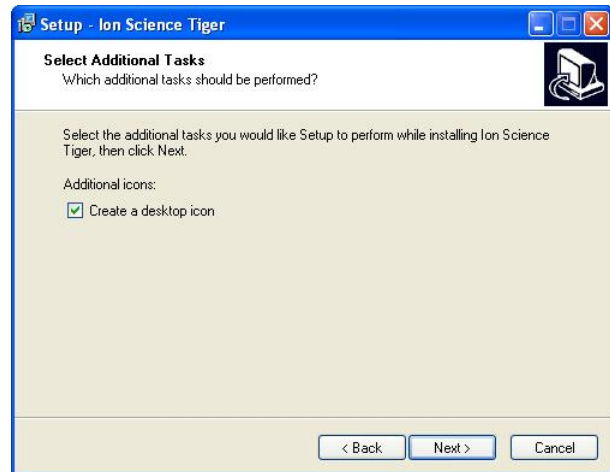 Setup - Ion Science Tiger
Select Additional Tasks
Which additional tasks should be performed?
Select the additional tasks you would like Setup to perform while installing Ion Science
Tiger, then click Next.
Additional icons:
Create a desktop icon
< Back Next > Cancel